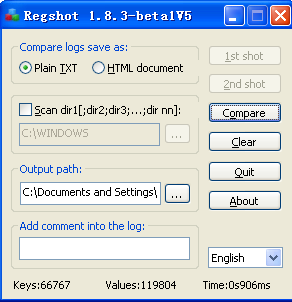 Regshot 1.8.3-beta1V5
Compare logs save as:
Plain TXT
HTML document
1st shot
2nd shot
Scan dir1[;dir2;dir3;...;dir nn]:
C:\WINDOWS
...
Compare
Clear
Output path:
C:\Documents and Settings\
...
Quit
About
Add comment into the log:
English
Keys:66767 Values:119804 Time:0s906ms